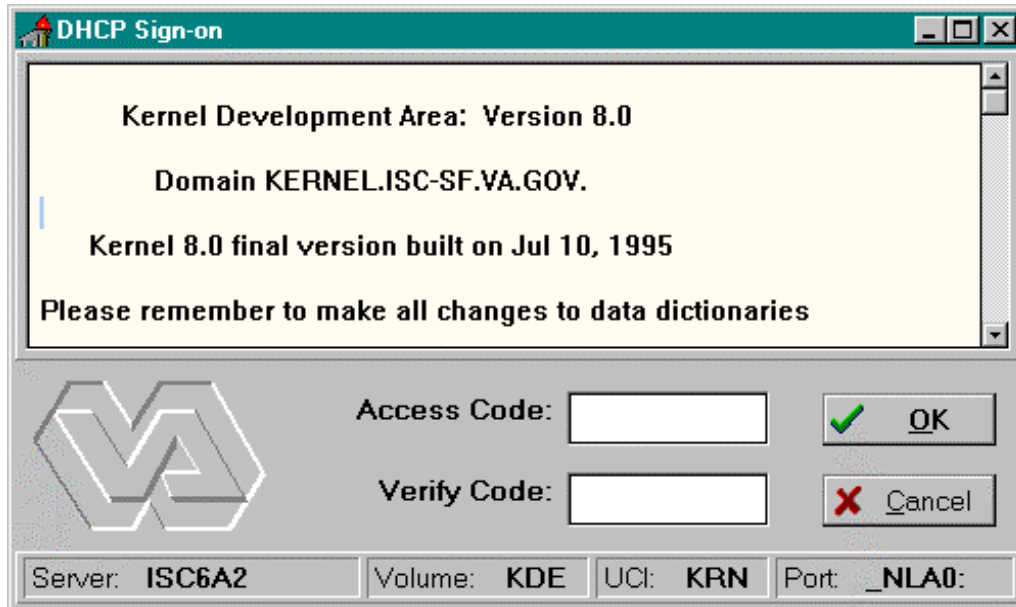 DHCP Sign-on
Kernel Development Area: Version 8.0
Domain KERNEL.ISC-SF.VA.GOV.
Kernel 8.0 final version built on Jul 10, 1995
Please remember to make all changes to data dictionaries
VA
Access Code:
OK
Verify Code:
Cancel
Server: ISC6A2 Volume: KDE UCI: KRN Port: _NLA0: